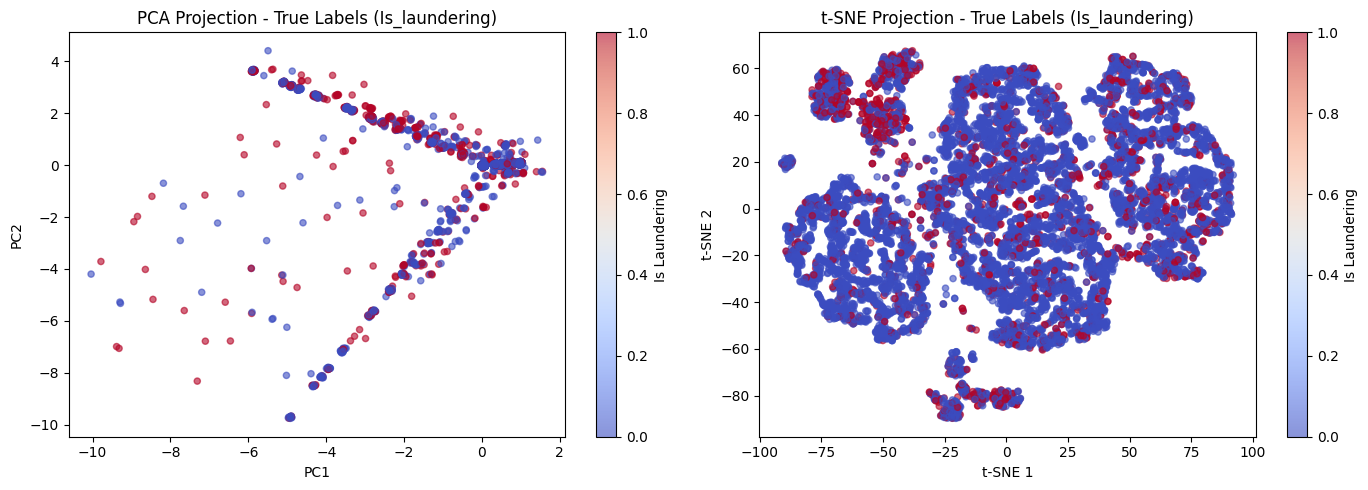 PCA Projection - True Labels (Is_laundering)
4
2
0
−2
−4
−6
−8
−10
PC2
−10 −8 −6 −4 −2 0 2
PC1
1.0
0.8
0.6
0.4
0.2
0.0
Is Laundering
t-SNE Projection - True Labels (Is_laundering)
60
40
20
0
−20
−40
−60
−80
t-SNE 2
−100 −75 −50 −25 0 25 50 75 100
t-SNE 1
1.0
0.8
0.6
0.4
0.2
0.0
Is Laundering